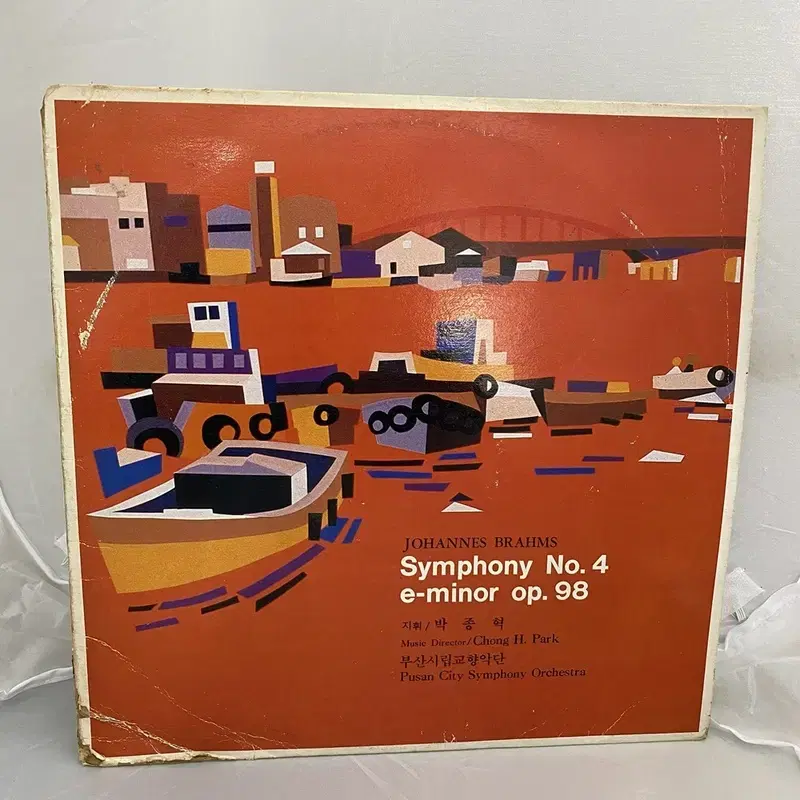 JOHANNES BRAHMS
Symphony No. 4
e-minor op. 98
지휘 / 박 종 혁
Music Director / Chong H. Park
부산시립교향악단
Pusan City Symphony Orchestra